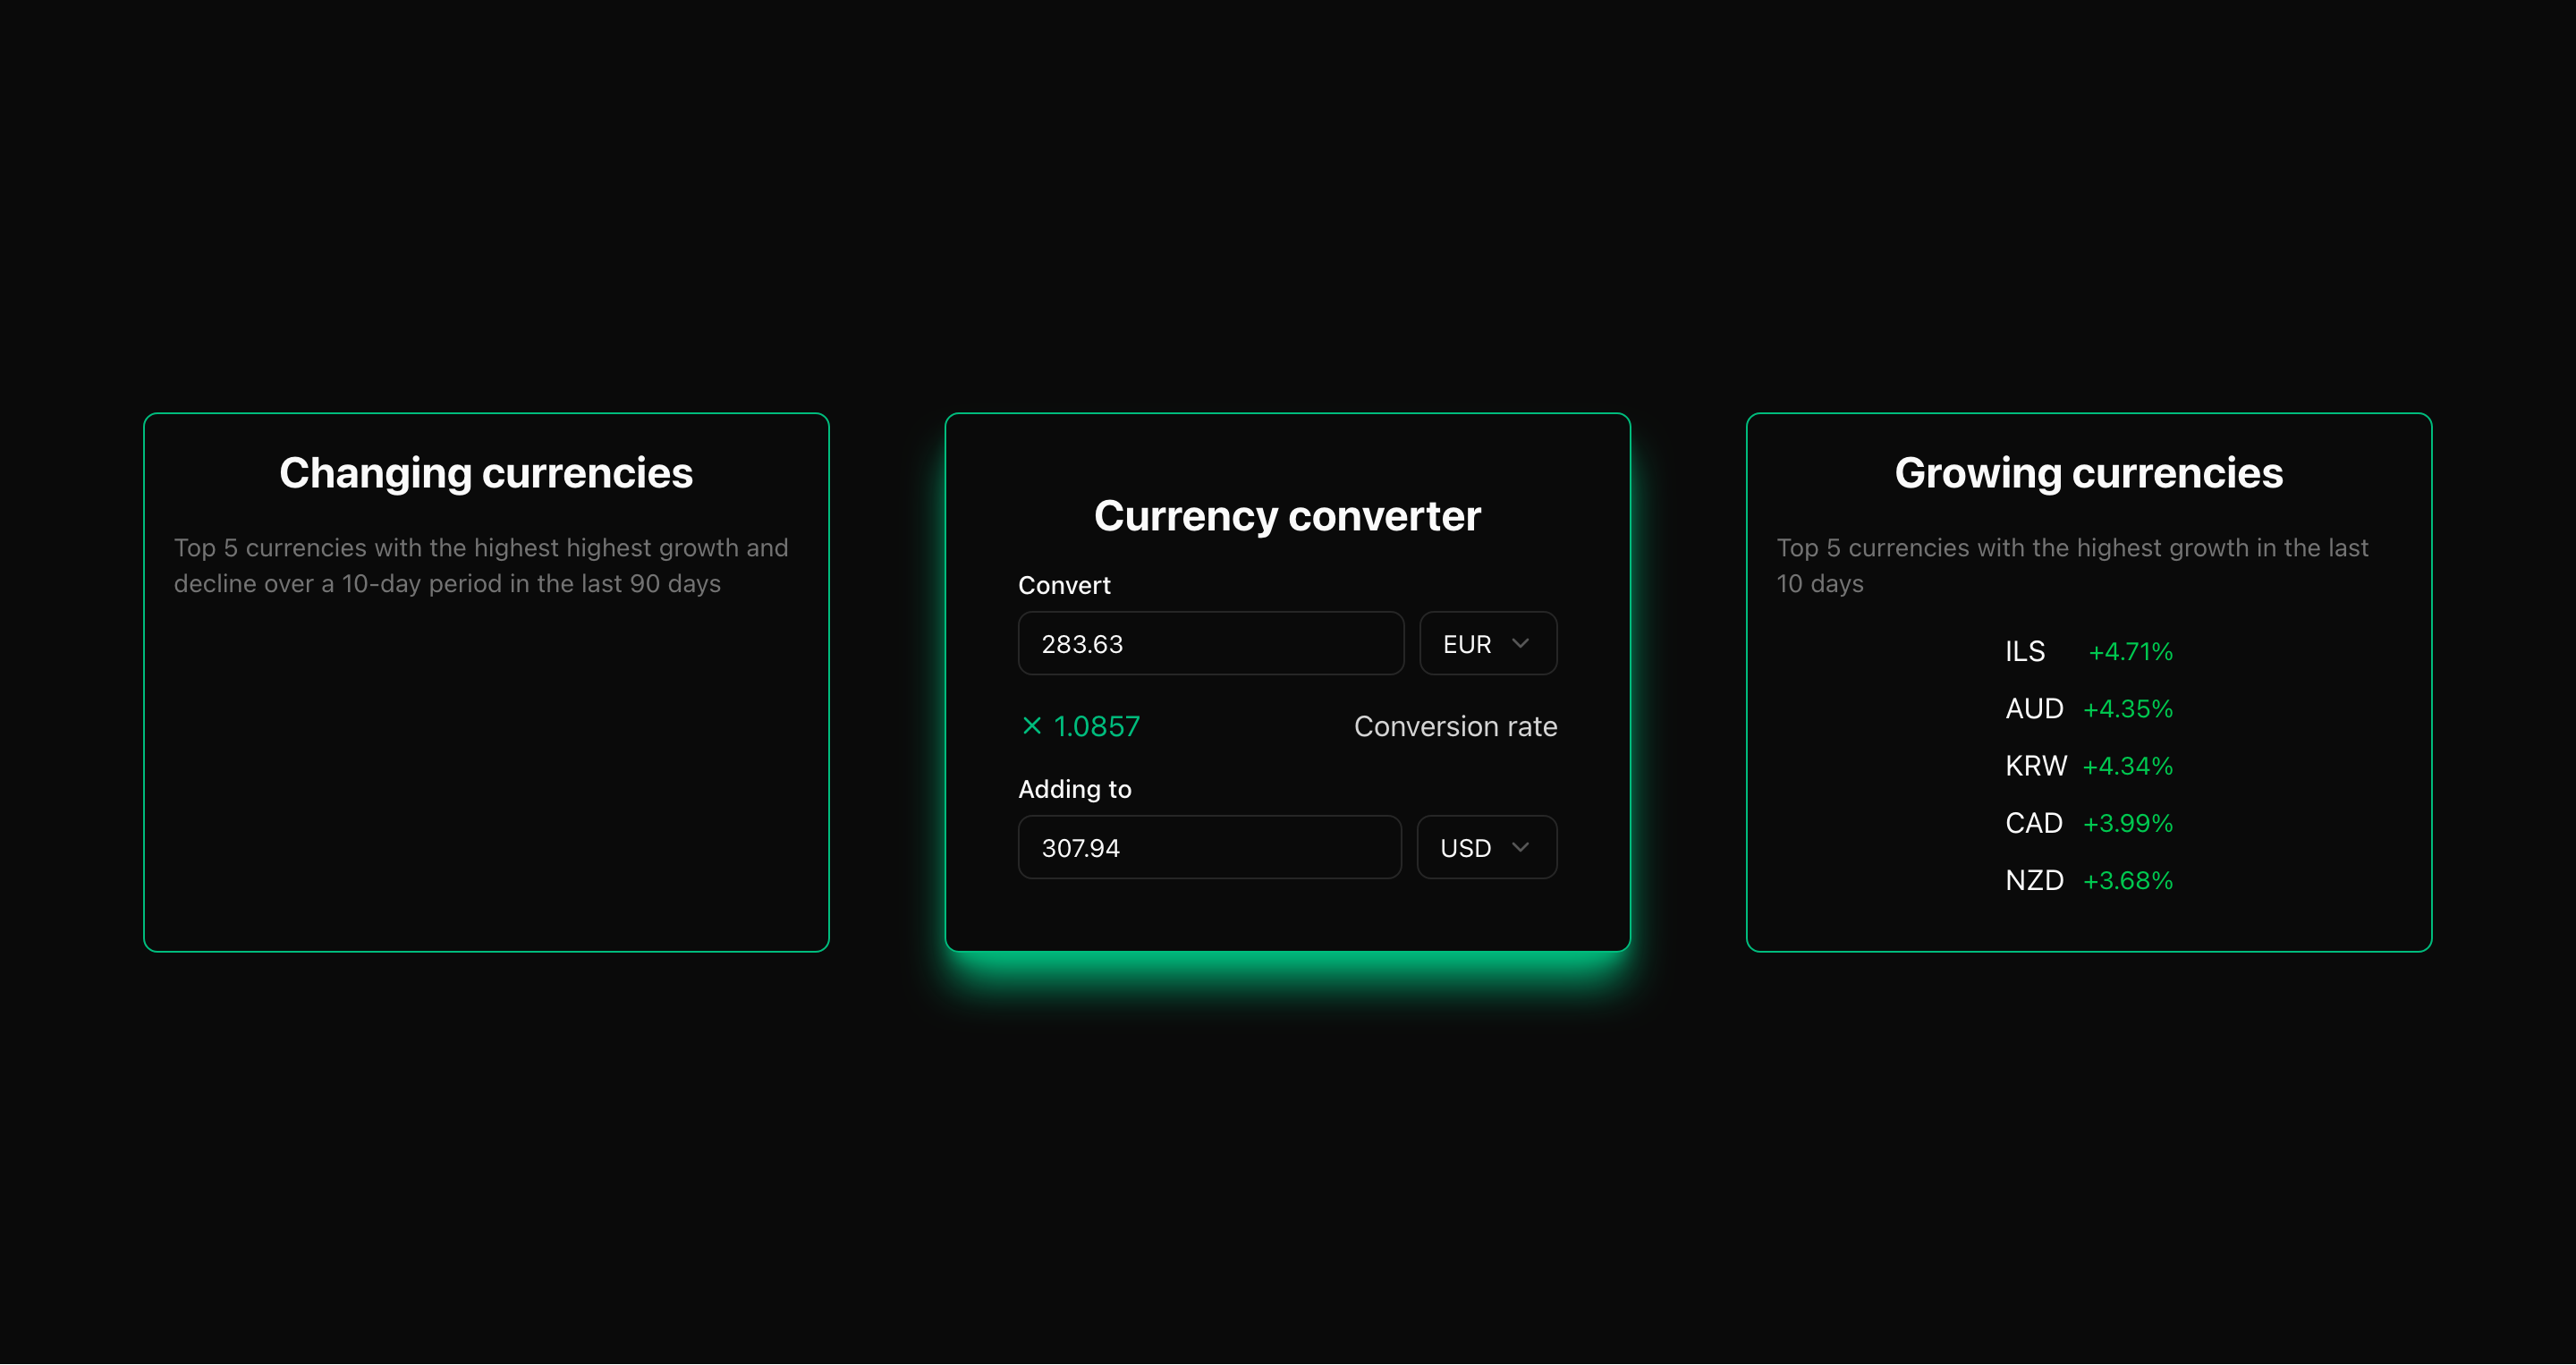 Changing currencies
Top 5 currencies with the highest highest growth and
decline over a 10-day period in the last 90 days
Currency converter
Convert
283.63
EUR
× 1.0857
Conversion rate
Adding to
307.94
USD
Growing currencies
Top 5 currencies with the highest growth in the last
10 days
ILS +4.71%
AUD +4.35%
KRW +4.34%
CAD +3.99%
NZD +3.68%